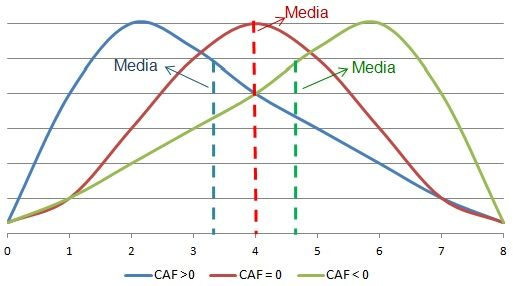 Media
Media
Media
0 1 2 3 4 5 6 7 8
CAF >0 CAF = 0 CAF < 0